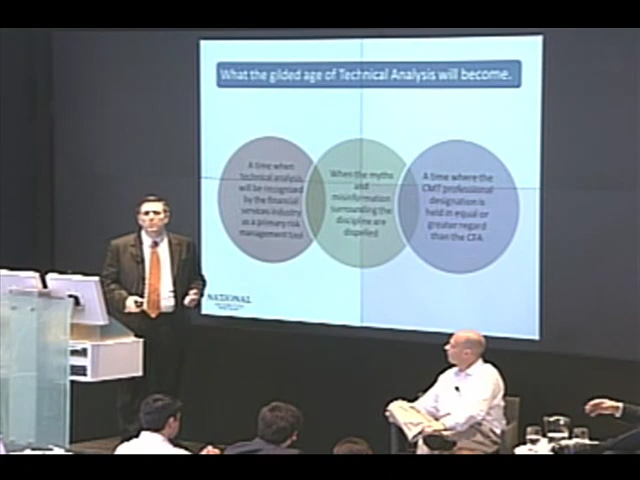 What the gilded age of Technical Analysis will become.
A time when
Technical analysis
will be recognized
by the financial
services industry
as a primary risk
management tool
When the myths
and
misinformation
surrounding the
discipline are
dispelled
A time where the
CMT professional
designation is
held in equal or
greater regard
than the CFA
NATIONAL